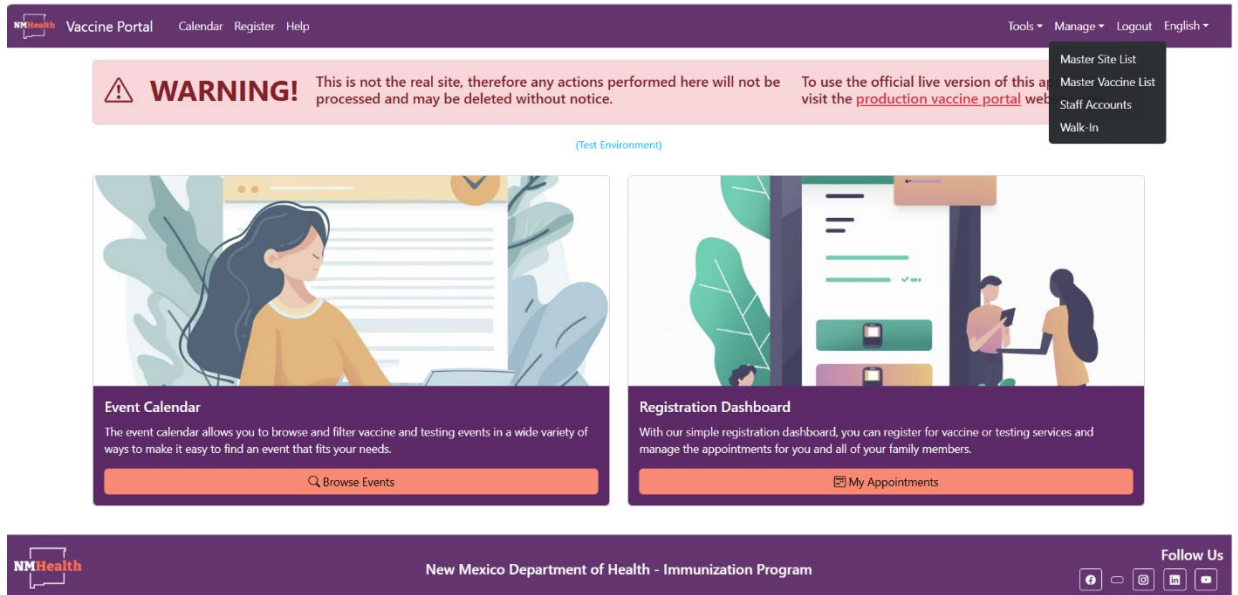 NMHealth Vaccine Portal Calendar Register Help Tools Manage Logout English
Master Site List
Master Vaccine List
Staff Accounts
Walk-In
WARNING!
This is not the real site, therefore any actions performed here will not be
processed and may be deleted without notice.
To use the official live version of this
visit the production vaccine portal
(Test Environment)
Event Calendar
The event calendar allows you to browse and filter vaccine and testing events in a wide variety of
ways to make it easy to find an event that fits your needs.
Browse Events
Registration Dashboard
With our simple registration dashboard, you can register for vaccine or testing services and
manage the appointments for you and all of your family members.
My Appointments
NMHealth
New Mexico Department of Health - Immunization Program
Follow Us